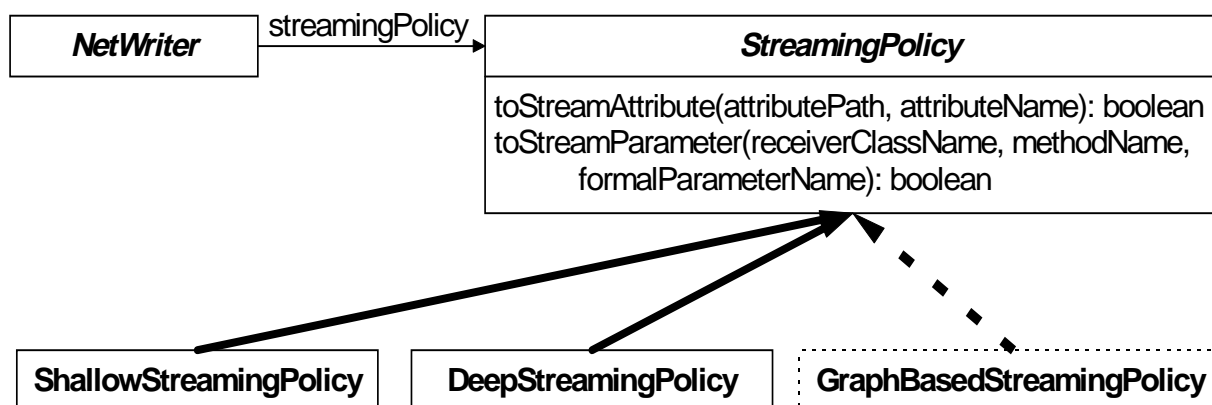 NetWriter
streamingPolicy
StreamingPolicy
toStreamAttribute(attributePath, attributeName): boolean
toStreamParameter(receiverClassName, methodName,
formalParameterName): boolean
ShallowStreamingPolicy
DeepStreamingPolicy
GraphBasedStreamingPolicy